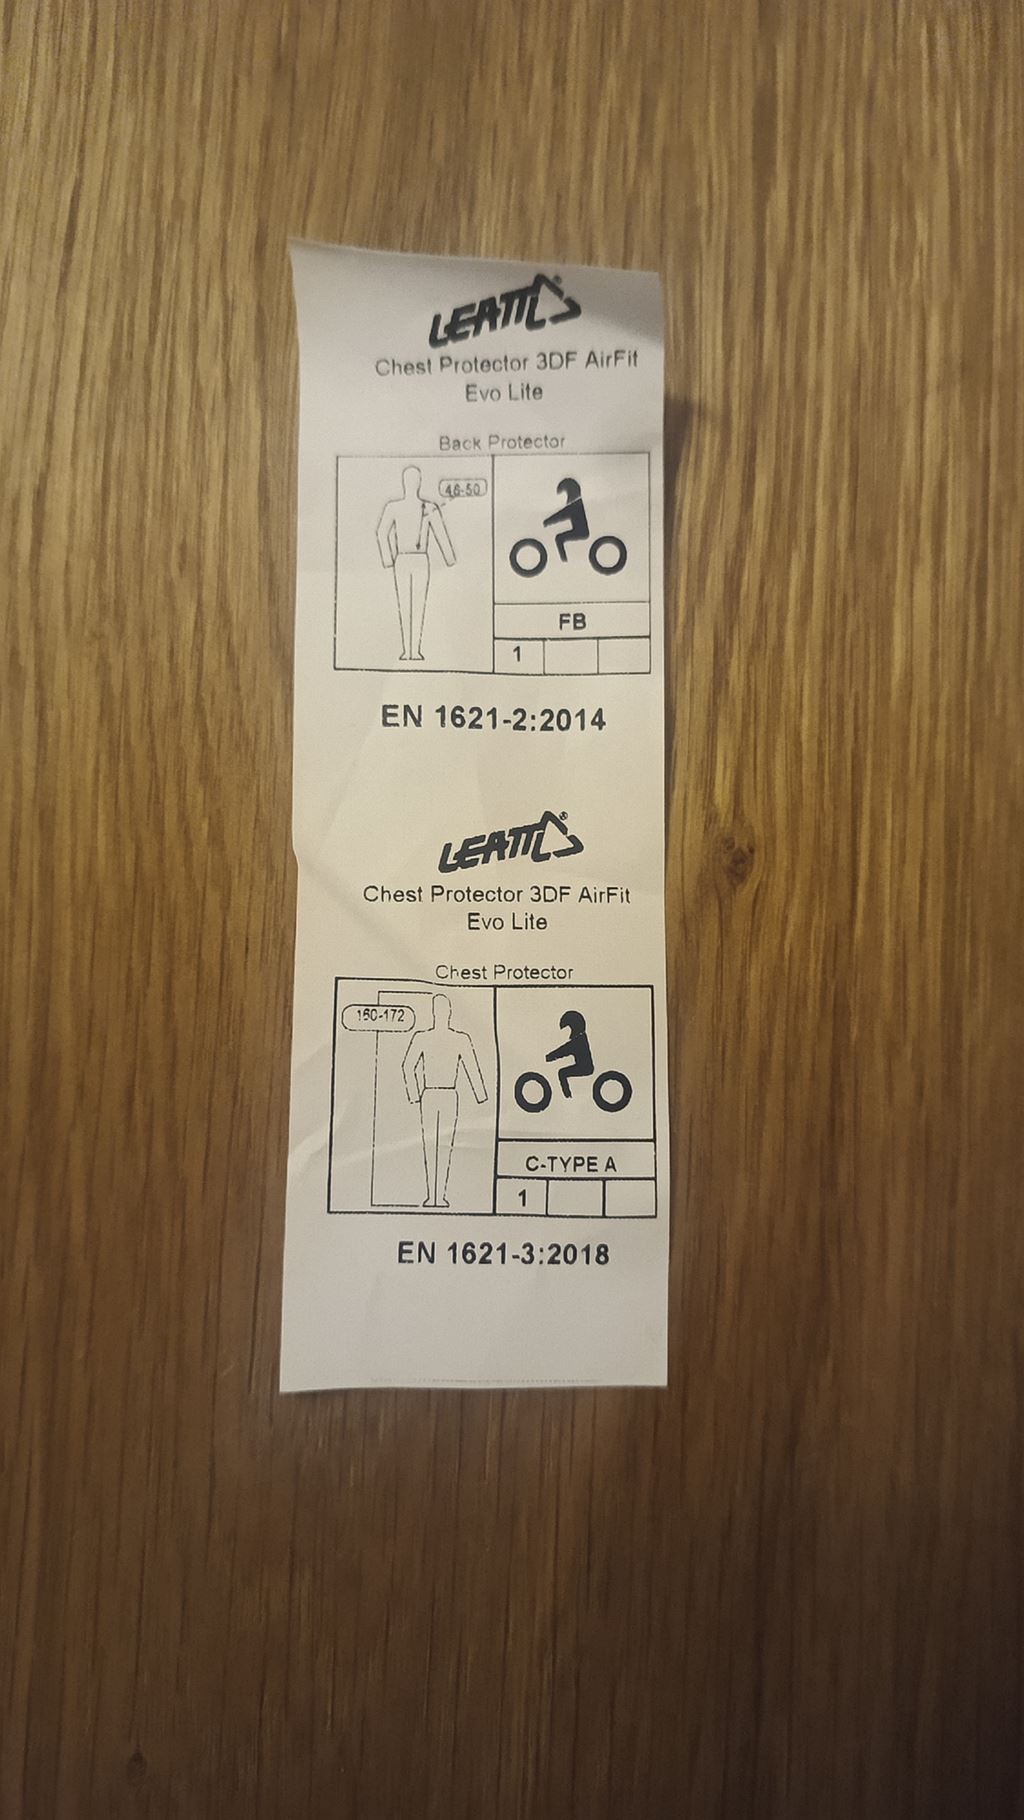 LEATT®
Chest Protector 3DF AirFit
Evo Lite
Back Protector
46-50
FB
1
EN 1621-2:2014
LEATT®
Chest Protector 3DF AirFit
Evo Lite
Chest Protector
160-172
C-TYPE A
1
EN 1621-3:2018